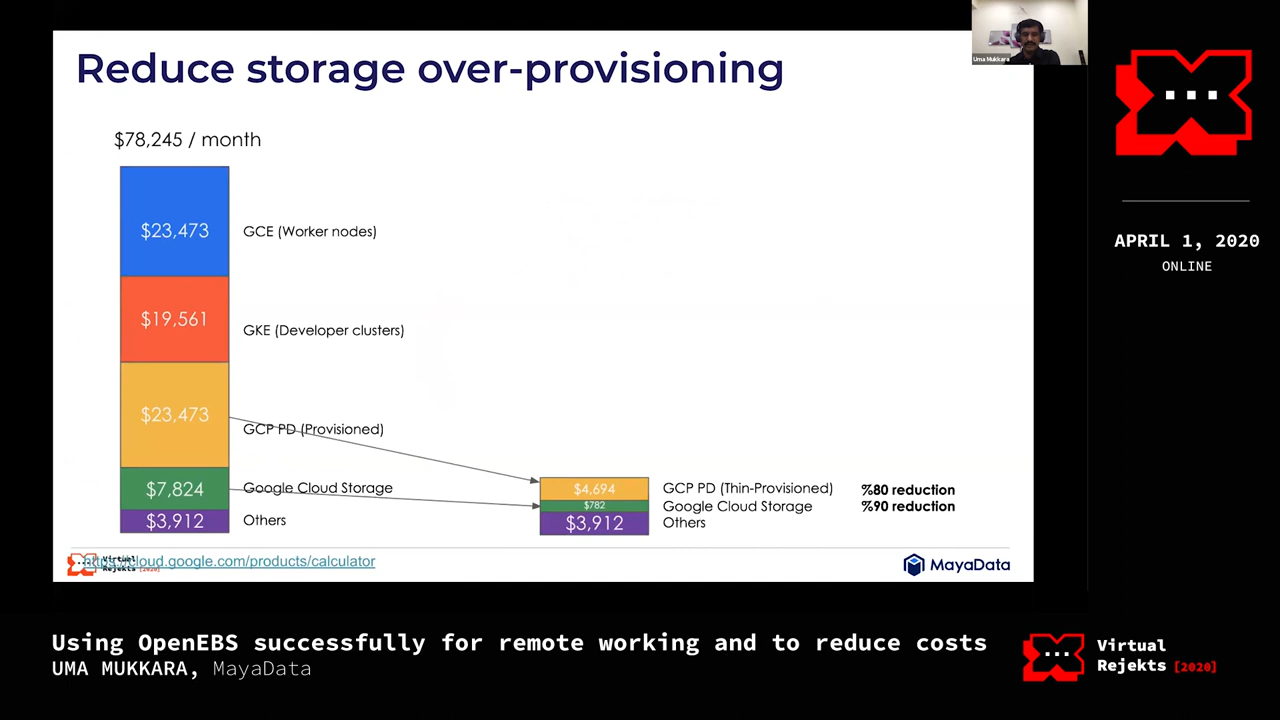 Reduce storage over-provisioning
Uma Mukkara
$78,245 / month
$23,473
GCE (Worker nodes)
$19,561
GKE (Developer clusters)
$23,473
GCP PD (Provisioned)
$7,824
Google Cloud Storage
$3,912
Others
$4,694
GCP PD (Thin-Provisioned)
%80 reduction
$782
Google Cloud Storage
%90 reduction
$3,912
Others
https://cloud.google.com/products/calculator
Virtual
Rejekts [2020]
MayaData
APRIL 1, 2020
ONLINE
Using OpenEBS successfully for remote working and to reduce costs
UMA MUKKARA, MayaData
Virtual
Rejekts [2020]